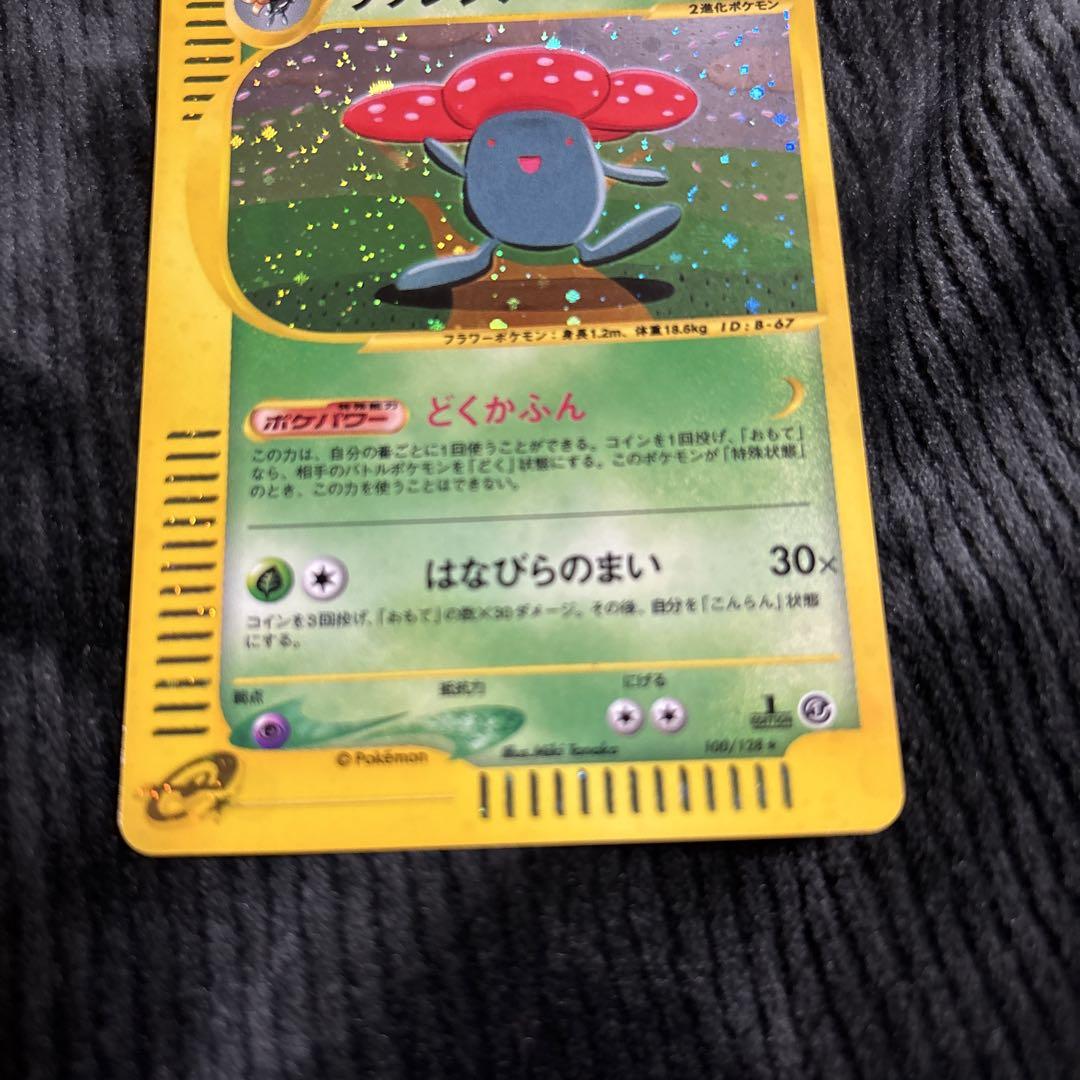 2進化ポケモン
フラワーポケモン：身長1.2m、体重18.6kg ID：B-67
ポケパワー 特殊能力 どくかふん
この力は、自分の番ごとに1回使うことができる。コインを1回投げ、「おもて」
なら、相手のバトルポケモンを「どく」状態にする。このポケモンが「特殊状態」
のとき、この力を使うことはできない。
はなびらのまい 30×
コインを3回投げ、「おもて」の数×30ダメージ。その後、自分を「こんらん」状態
にする。
弱点 抵抗力 にげる
1 EDITION
© Pokémon Illus. Miki Tanaka 100/128 ★
e